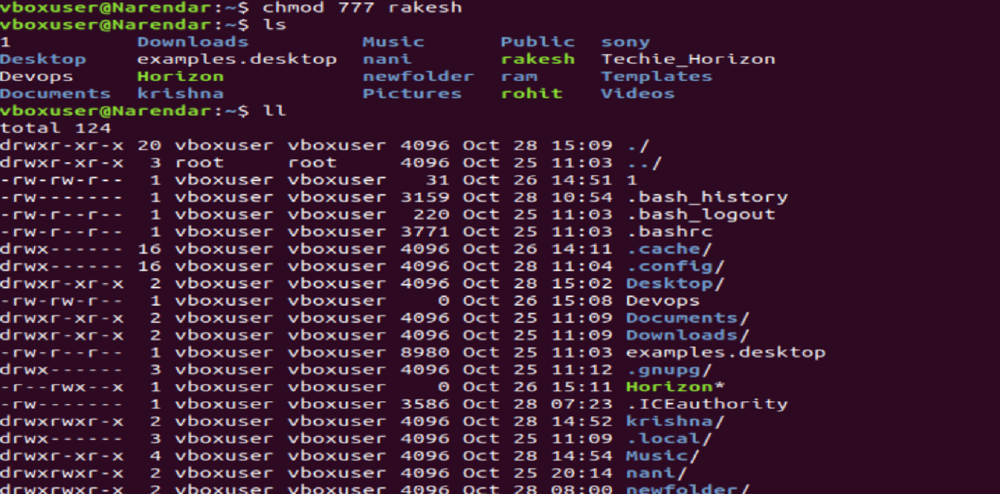 vboxuser@Narendar:~$ chmod 777 rakesh
vboxuser@Narendar:~$ ls
1 Downloads Music Public sony
Desktop examples.desktop nani rakesh Techie_Horizon
Devops Horizon newfolder ram Templates
Documents krishna Pictures rohit Videos
vboxuser@Narendar:~$ ll
total 124
drwxr-xr-x 20 vboxuser vboxuser 4096 Oct 28 15:09 ./
drwxr-xr-x 3 root root 4096 Oct 25 11:03 ../
-rw-rw-r-- 1 vboxuser vboxuser 31 Oct 26 14:51 1
-rw------- 1 vboxuser vboxuser 3159 Oct 28 10:54 .bash_history
-rw-r--r-- 1 vboxuser vboxuser 220 Oct 25 11:03 .bash_logout
-rw-r--r-- 1 vboxuser vboxuser 3771 Oct 25 11:03 .bashrc
drwx------ 16 vboxuser vboxuser 4096 Oct 26 14:11 .cache/
drwx------ 16 vboxuser vboxuser 4096 Oct 28 11:04 .config/
drwxr-xr-x 2 vboxuser vboxuser 4096 Oct 28 15:02 Desktop/
-rw-rw-r-- 1 vboxuser vboxuser 0 Oct 26 15:08 Devops
drwxr-xr-x 2 vboxuser vboxuser 4096 Oct 25 11:09 Documents/
drwxr-xr-x 2 vboxuser vboxuser 4096 Oct 25 11:09 Downloads/
-rw-r--r-- 1 vboxuser vboxuser 8980 Oct 25 11:03 examples.desktop
drwx------ 3 vboxuser vboxuser 4096 Oct 25 11:12 .gnupg/
-r--rwx--x 1 vboxuser vboxuser 0 Oct 26 15:11 Horizon*
-rw------- 1 vboxuser vboxuser 3586 Oct 28 07:23 .ICEauthority
drwxrwxr-x 2 vboxuser vboxuser 4096 Oct 28 14:52 krishna/
drwx------ 3 vboxuser vboxuser 4096 Oct 25 11:09 .local/
drwxr-xr-x 4 vboxuser vboxuser 4096 Oct 28 14:54 Music/
drwxrwxr-x 2 vboxuser vboxuser 4096 Oct 25 20:14 nani/
drwxrwxr-x 2 vboxuser vboxuser 4096 Oct 28 08:00 newfolder/